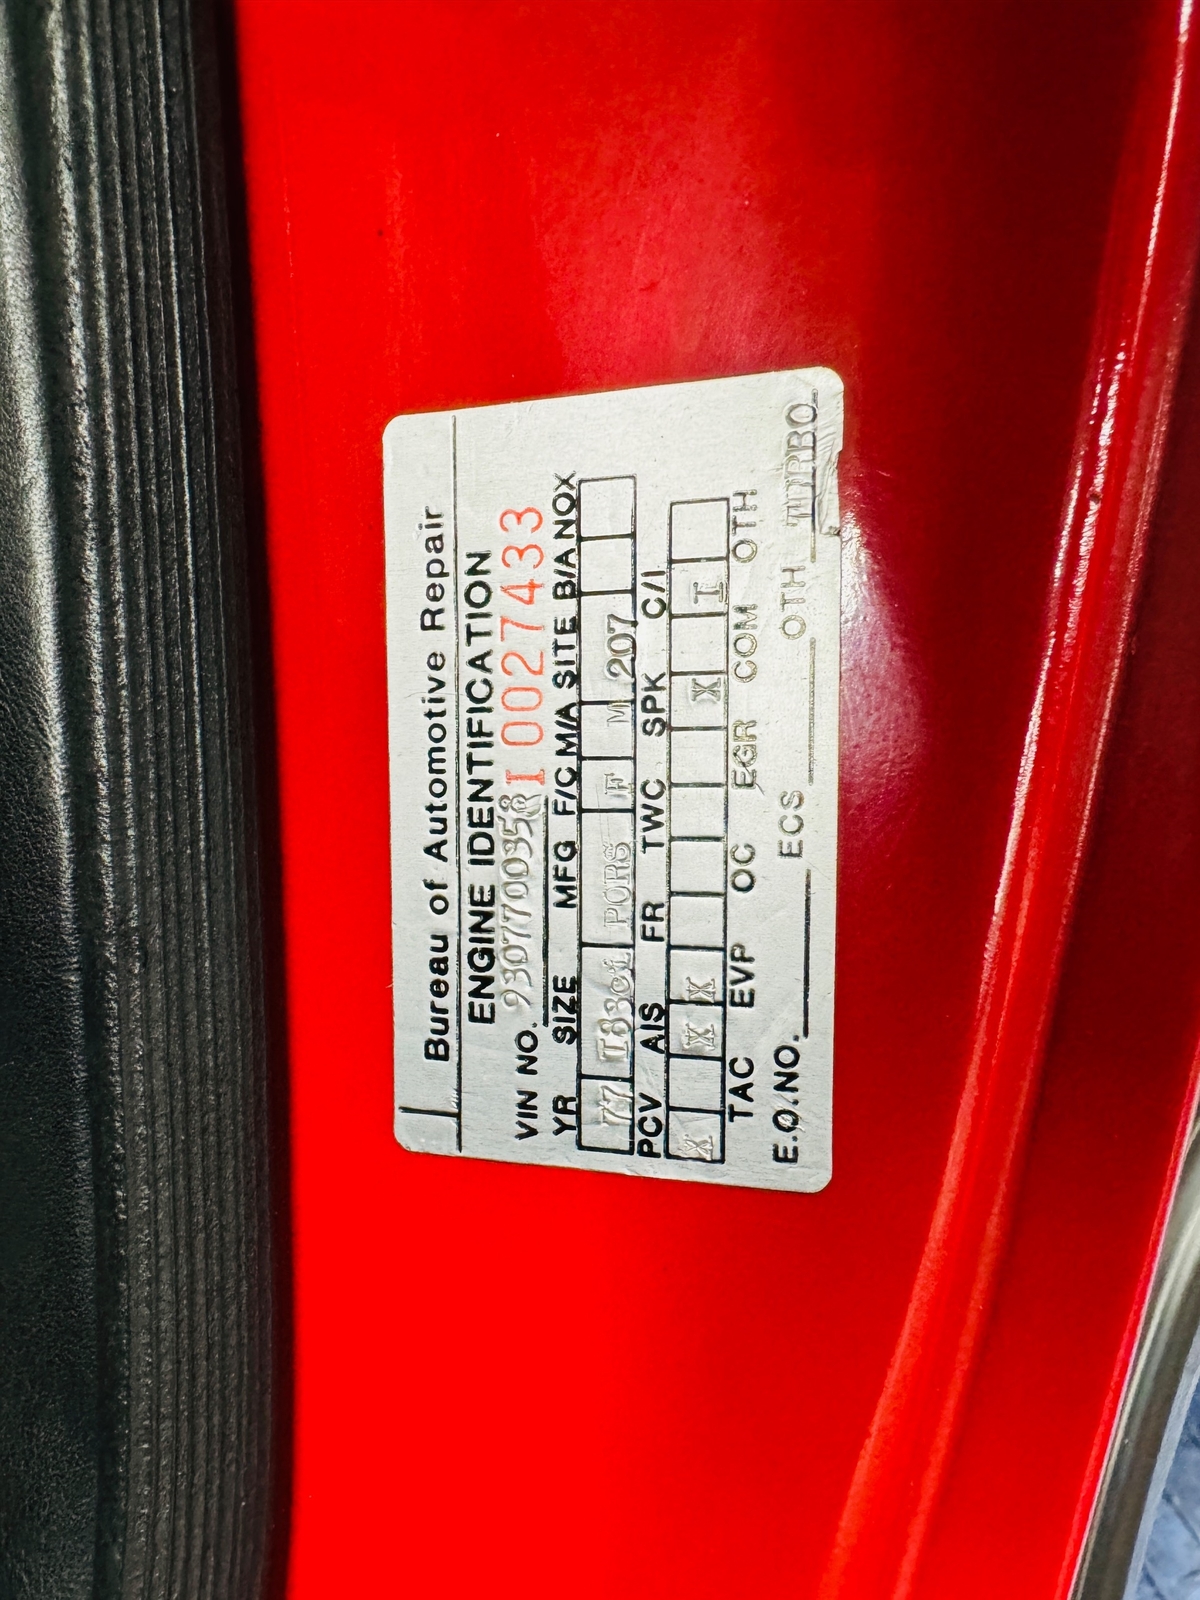 Bureau of Automotive Repair
ENGINE IDENTIFICATION
VIN NO. 9307700358 I 0027433
YR SIZE MFG F/C M/A SITE B/A NOX
77 183ci PORS F M 207
PCV AIS FR TWC SPK C/I
X X X X I
TAC EVP OC EGR COM OTH
E.O.NO. ECS OTH TURBO